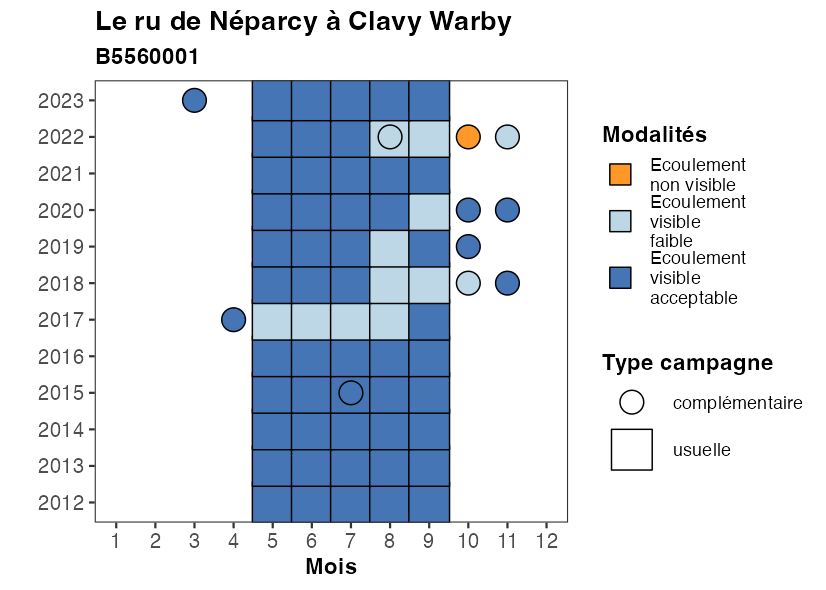 Le ru de Néparcy à Clavy Warby
B5560001
2023
2022
2021
2020
2019
2018
2017
2016
2015
2014
2013
2012
1 2 3 4 5 6 7 8 9 10 11 12
Mois
Modalités
Ecoulement
non visible
Ecoulement
visible
faible
Ecoulement
visible
acceptable
Type campagne
complémentaire
usuelle